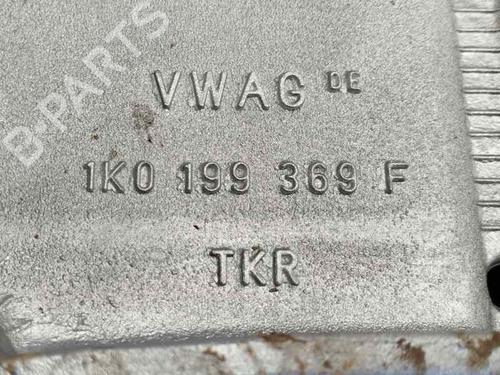 B-PARTS
VWAG DE
1K0 199 369 F
TKR